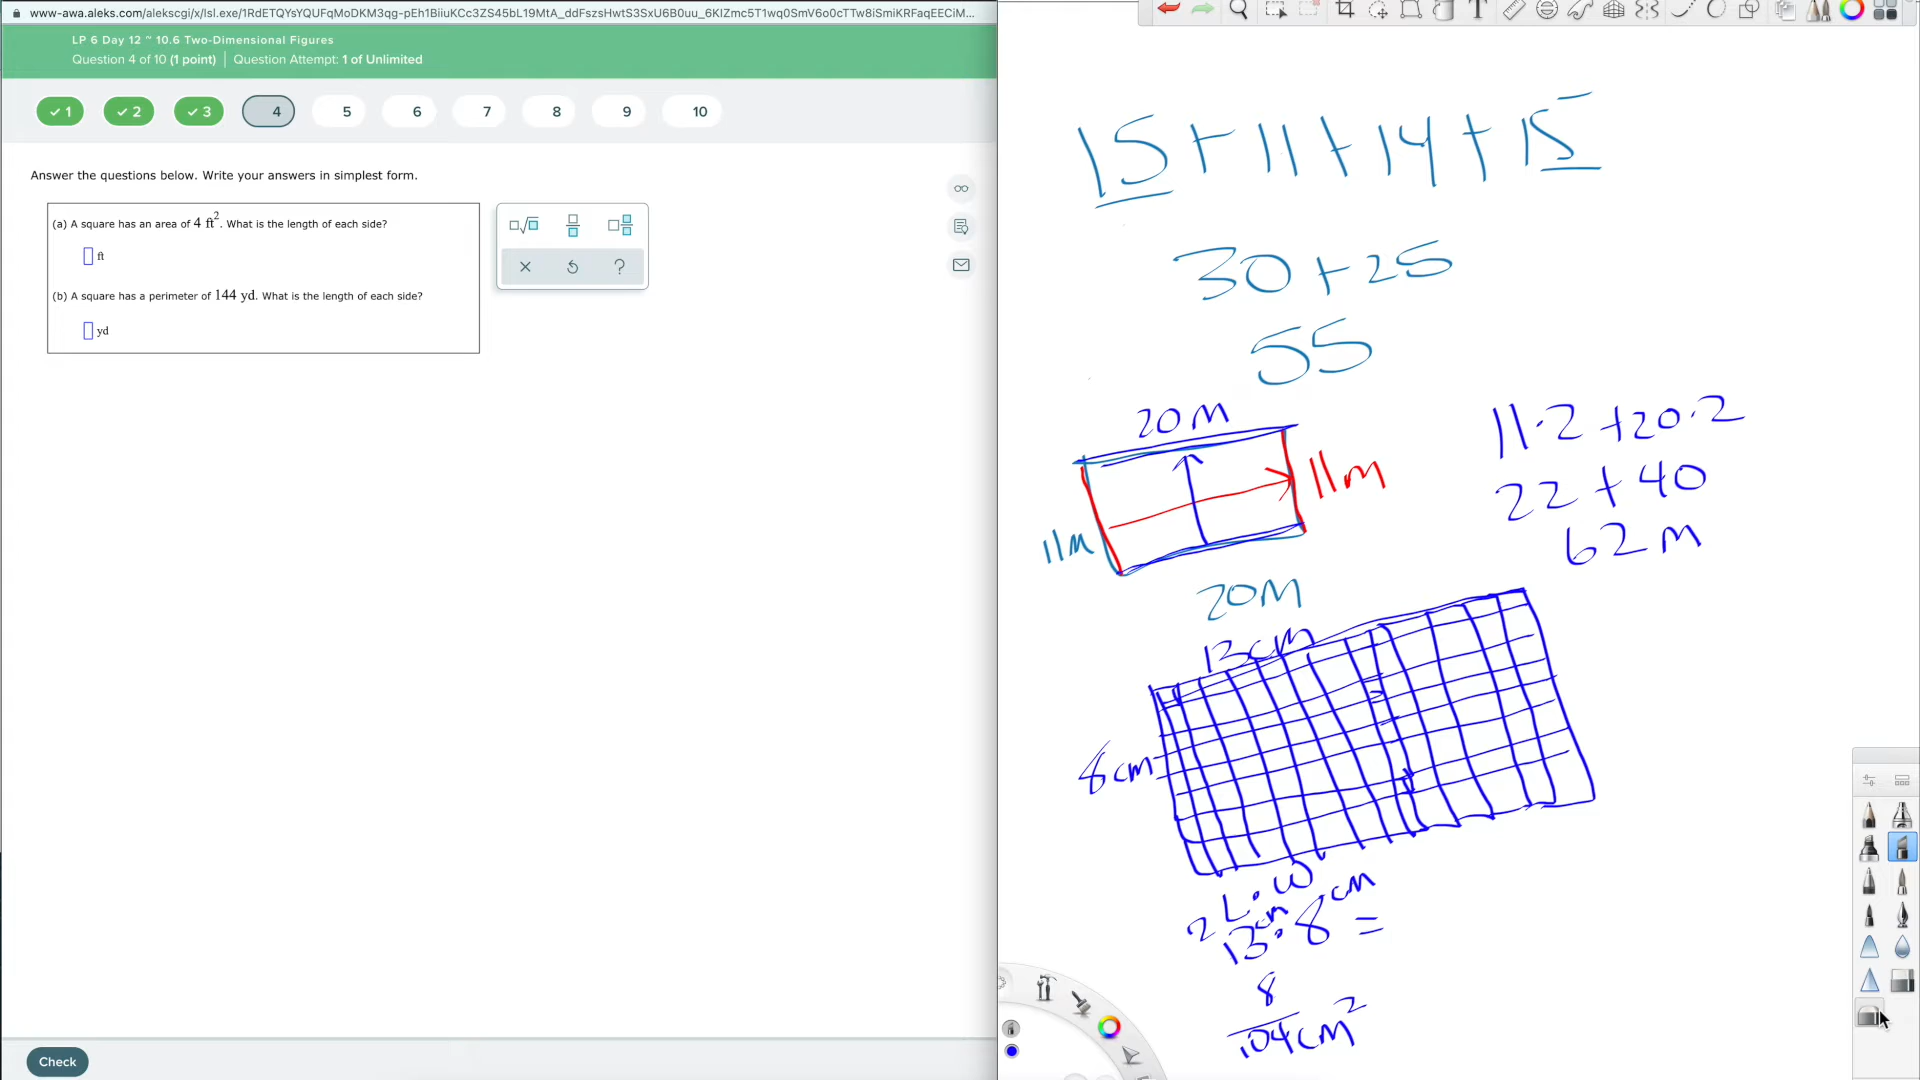 www-awa.aleks.com/alekscgi/x/lsl.exe/1RdETQYsYQUFqMoDKM3qg-pEh1BiiuKCc3ZS45bL19MtA_ddFszsHwtS3SxU6B0uu_6KIZmc5T1wq0SmV6o0cTTw8iSmiKRFaqEECiM...
LP 6 Day 12 ~ 10.6 Two-Dimensional Figures
Question 4 of 10 (1 point) | Question Attempt: 1 of Unlimited
✓ 1 ✓ 2 ✓ 3 4 5 6 7 8 9 10
Answer the questions below. Write your answers in simplest form.
(a) A square has an area of 4 ft². What is the length of each side?
ft
(b) A square has a perimeter of 144 yd. What is the length of each side?
yd
Check
15+11+14+15
30+25
55
20M
11m
11m
20M
11·2+20·2
22+40
62m
13cm
8cm
L·W
2
13cm·8cm=
8
104cm²